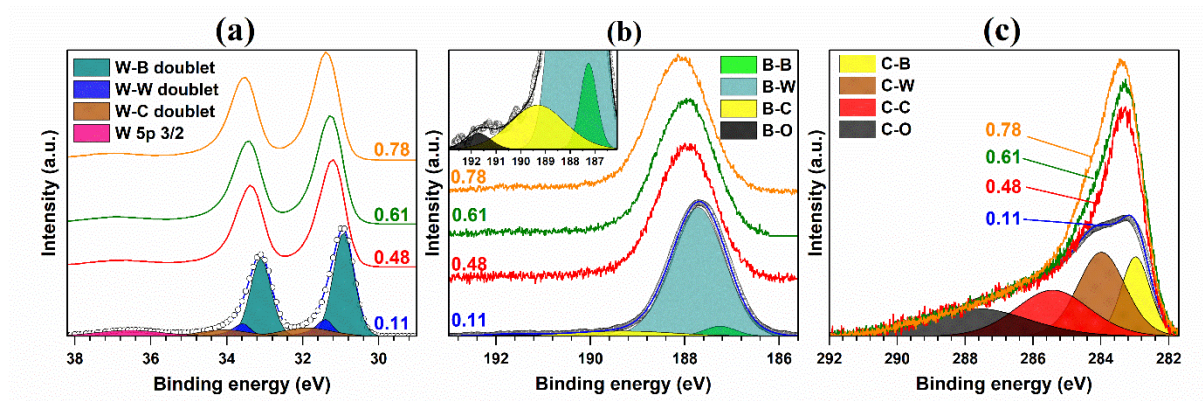 (a)
(b)
(c)
W-B doublet
W-W doublet
W-C doublet
W 5p 3/2
0.78
0.61
0.48
0.11
38 36 34 32 30
Binding energy (eV)
Intensity (a.u.)
B-B
B-W
B-C
B-O
192 191 190 189 188 187
0.78
0.61
0.48
0.11
192 190 188 186
Binding energy (eV)
Intensity (a.u.)
C-B
C-W
C-C
C-O
0.78
0.61
0.48
0.11
292 290 288 286 284 282
Binding energy (eV)
Intensity (a.u.)